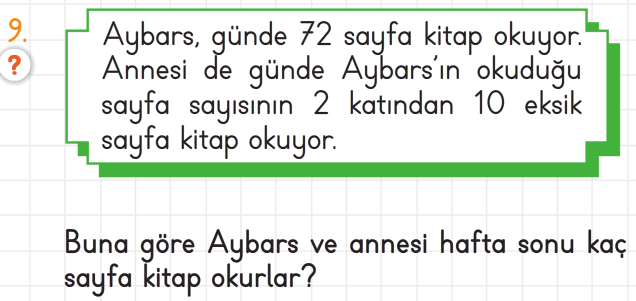 9.
?
Aybars, günde 72 sayfa kitap okuyor.
Annesi de günde Aybars'ın okuduğu
sayfa sayısının 2 katından 10 eksik
sayfa kitap okuyor.
Buna göre Aybars ve annesi hafta sonu kaç
sayfa kitap okurlar?